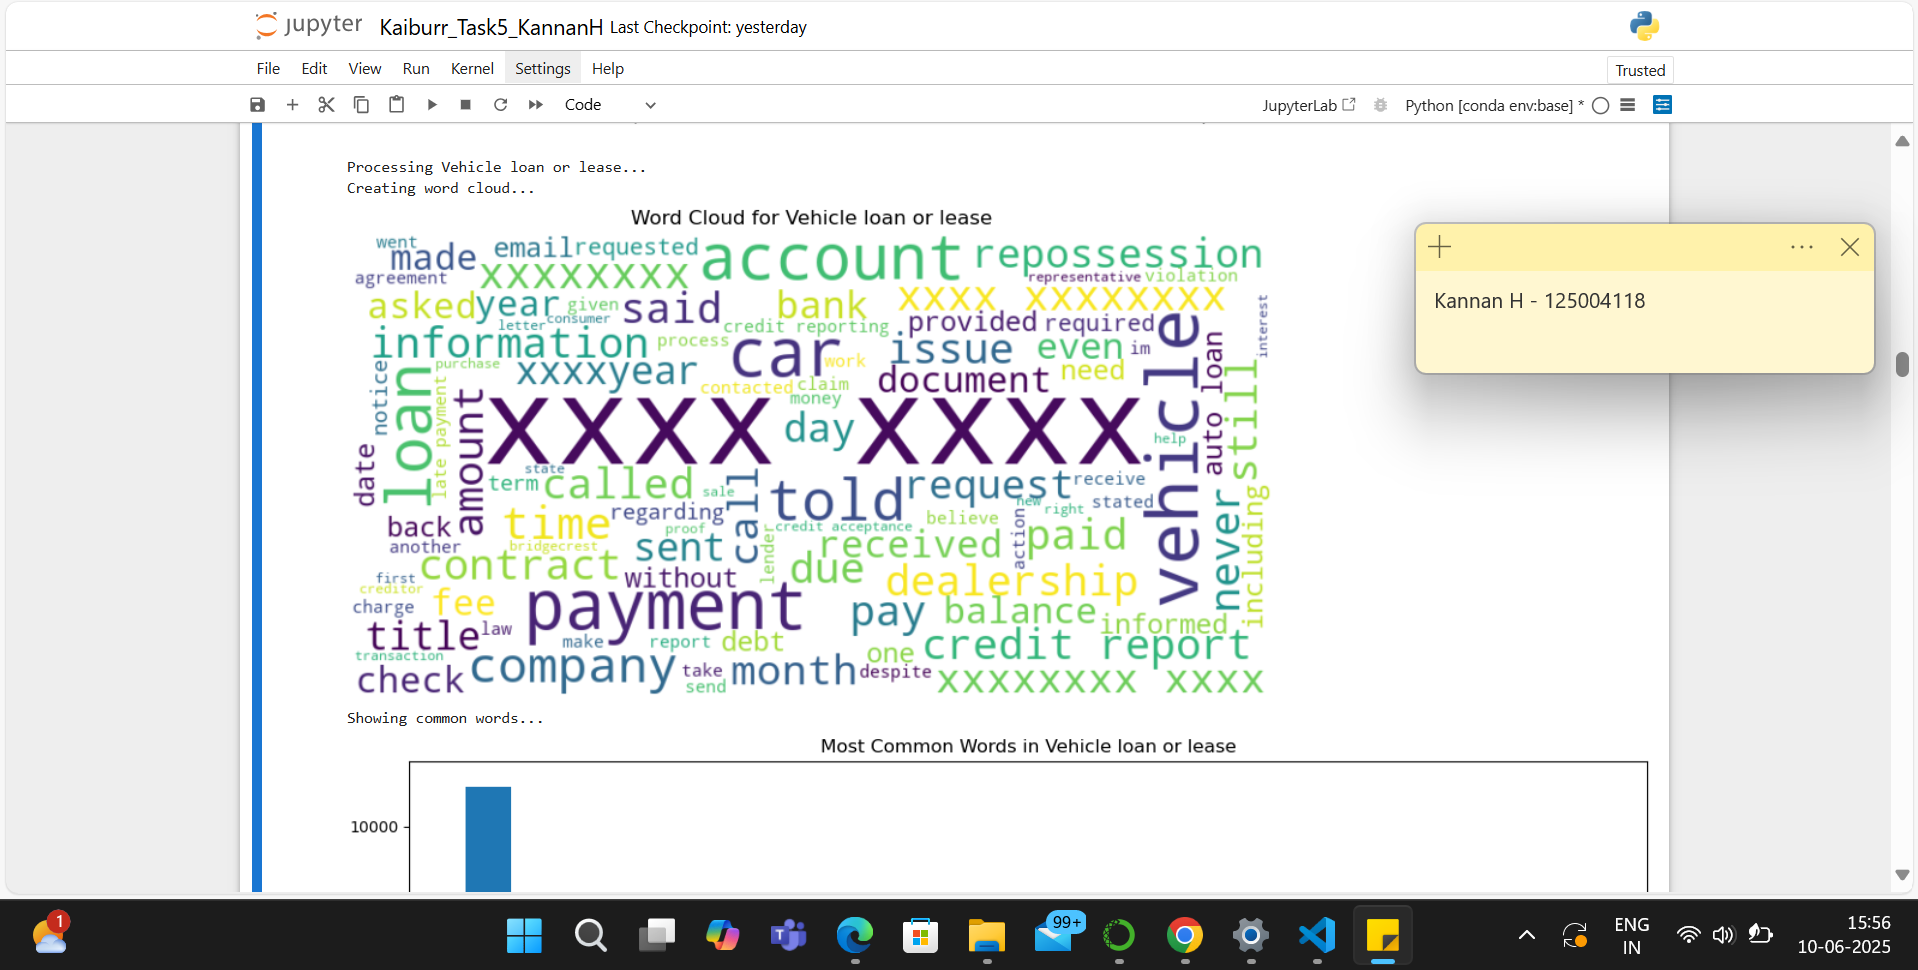 jupyter Kaiburr_Task5_KannanH Last Checkpoint: yesterday
File Edit View Run Kernel Settings Help
Trusted
Code
JupyterLab Python [conda env:base] *
Processing Vehicle loan or lease...
Creating word cloud...
Word Cloud for Vehicle loan or lease
went
made
email requested
account
repossession
agreement
xxxxxxxx
representative violation
asked
year
given
said
bank
xxxx xxxxxxxx
interest
letter
consumer
credit reporting
provided
required
vehicle
information
process
car
work
issue
even
im
auto loan
still
notice
purchase
xxxxyear
contacted
claim
document
need
loan
late payment
amount
money
xxxx xxxx
day
help
date
state
term
called
sale
call
told
request
receive
back
time
regarding
proof
credit acceptance
believe
new
right
stated
never
including
another
bridgecrest
sent
lender
received
action
paid
contract
without
due
dealership
first
creditor
charge
fee
payment
pay
balance
informed
title
law
make
report
debt
one
credit report
transaction
check
company
take
send
month
despite
xxxxxxxx xxxx
Showing common words...
Most Common Words in Vehicle loan or lease
10000
Kannan H - 125004118
1
99+
ENG
IN
15:56
10-06-2025